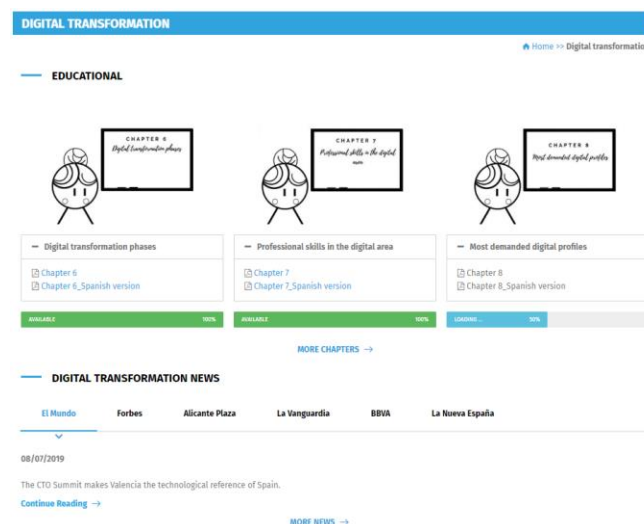 DIGITAL TRANSFORMATION
Home >> Digital transformatio
EDUCATIONAL
CHAPTER 6
Digital transformation phases
CHAPTER 7
Professional skills in the digital
area
CHAPTER 8
Most demanded digital profiles
Digital transformation phases
Professional skills in the digital area
Most demanded digital profiles
Chapter 6
Chapter 6_Spanish version
Chapter 7
Chapter 7_Spanish version
Chapter 8
Chapter 8_Spanish version
AVAILABLE 100%
AVAILABLE 100%
LOADING ... 50%
MORE CHAPTERS →
DIGITAL TRANSFORMATION NEWS
El Mundo Forbes Alicante Plaza La Vanguardia BBVA La Nueva España
08/07/2019
The CTO Summit makes Valencia the technological reference of Spain.
Continue Reading →
MORE NEWS →